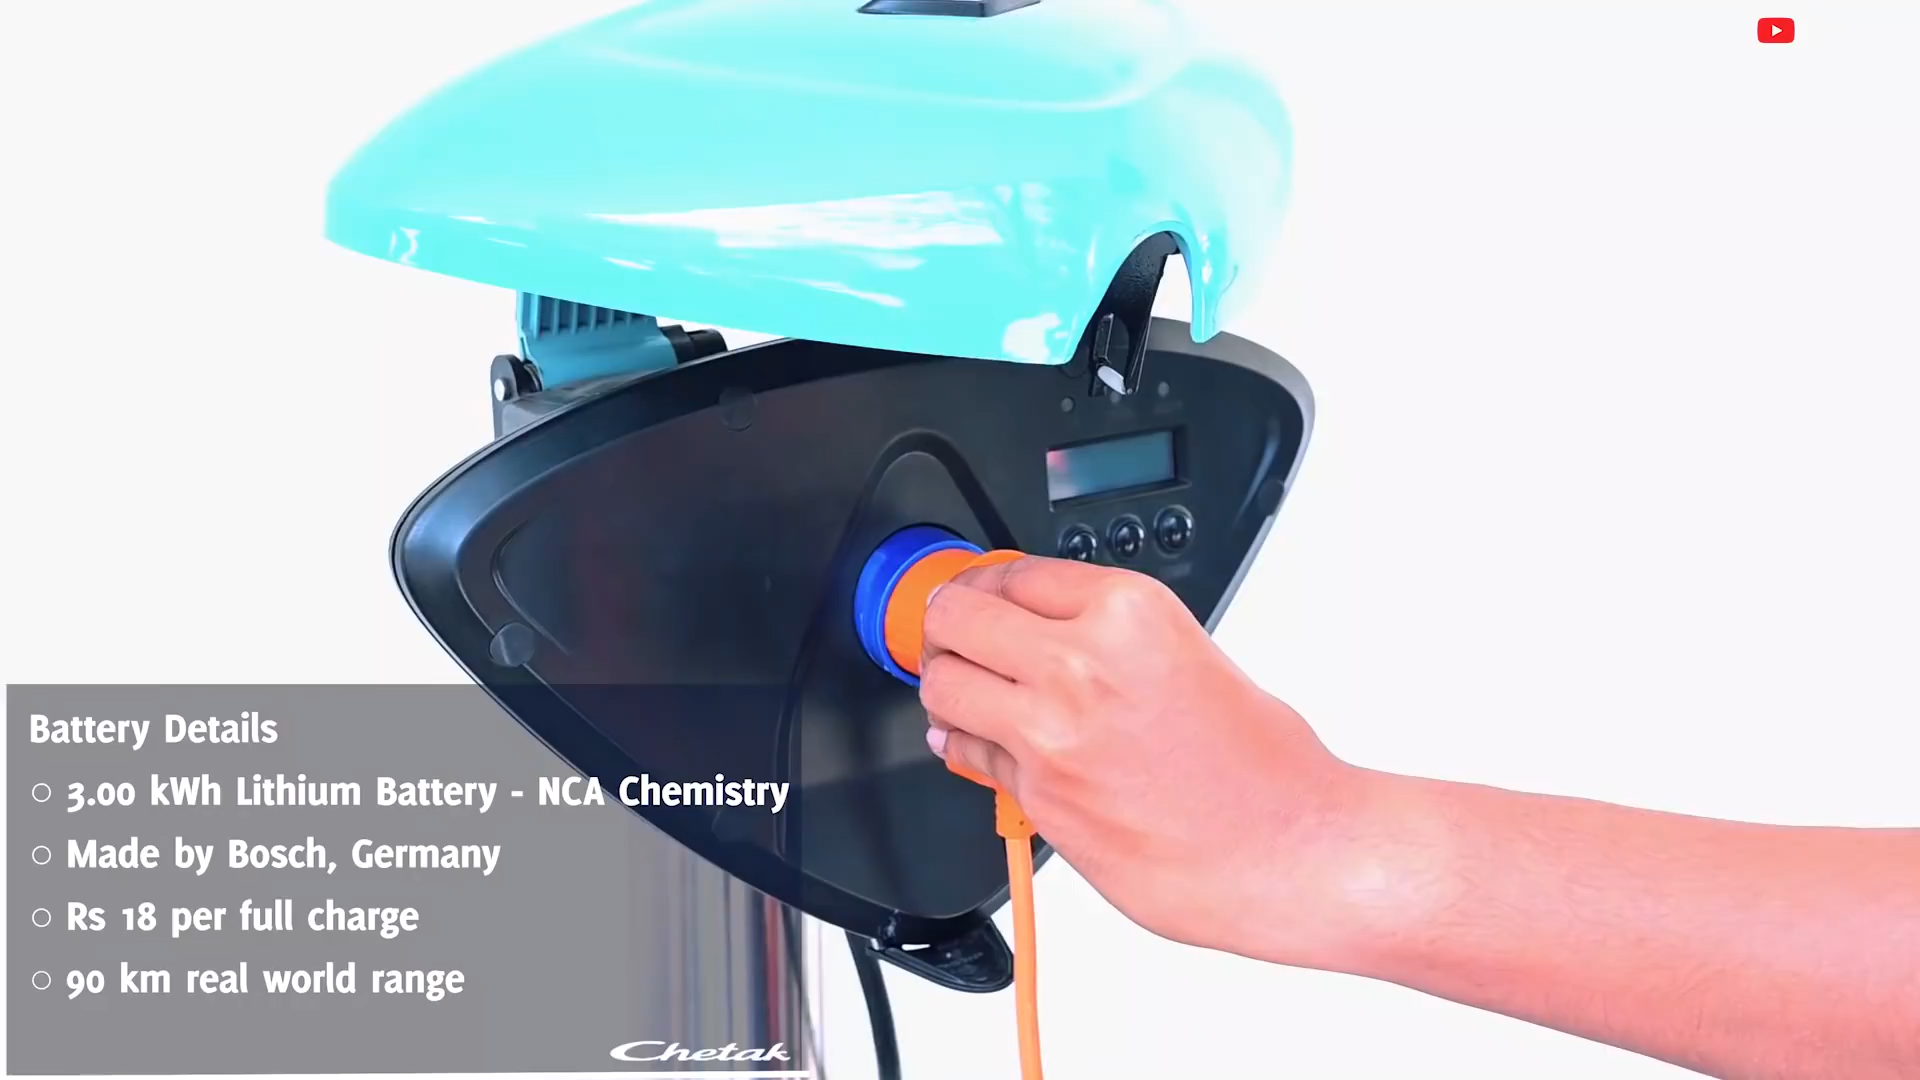 Battery Details
3.00 kWh Lithium Battery - NCA Chemistry
Made by Bosch, Germany
Rs 18 per full charge
90 km real world range
Chetak